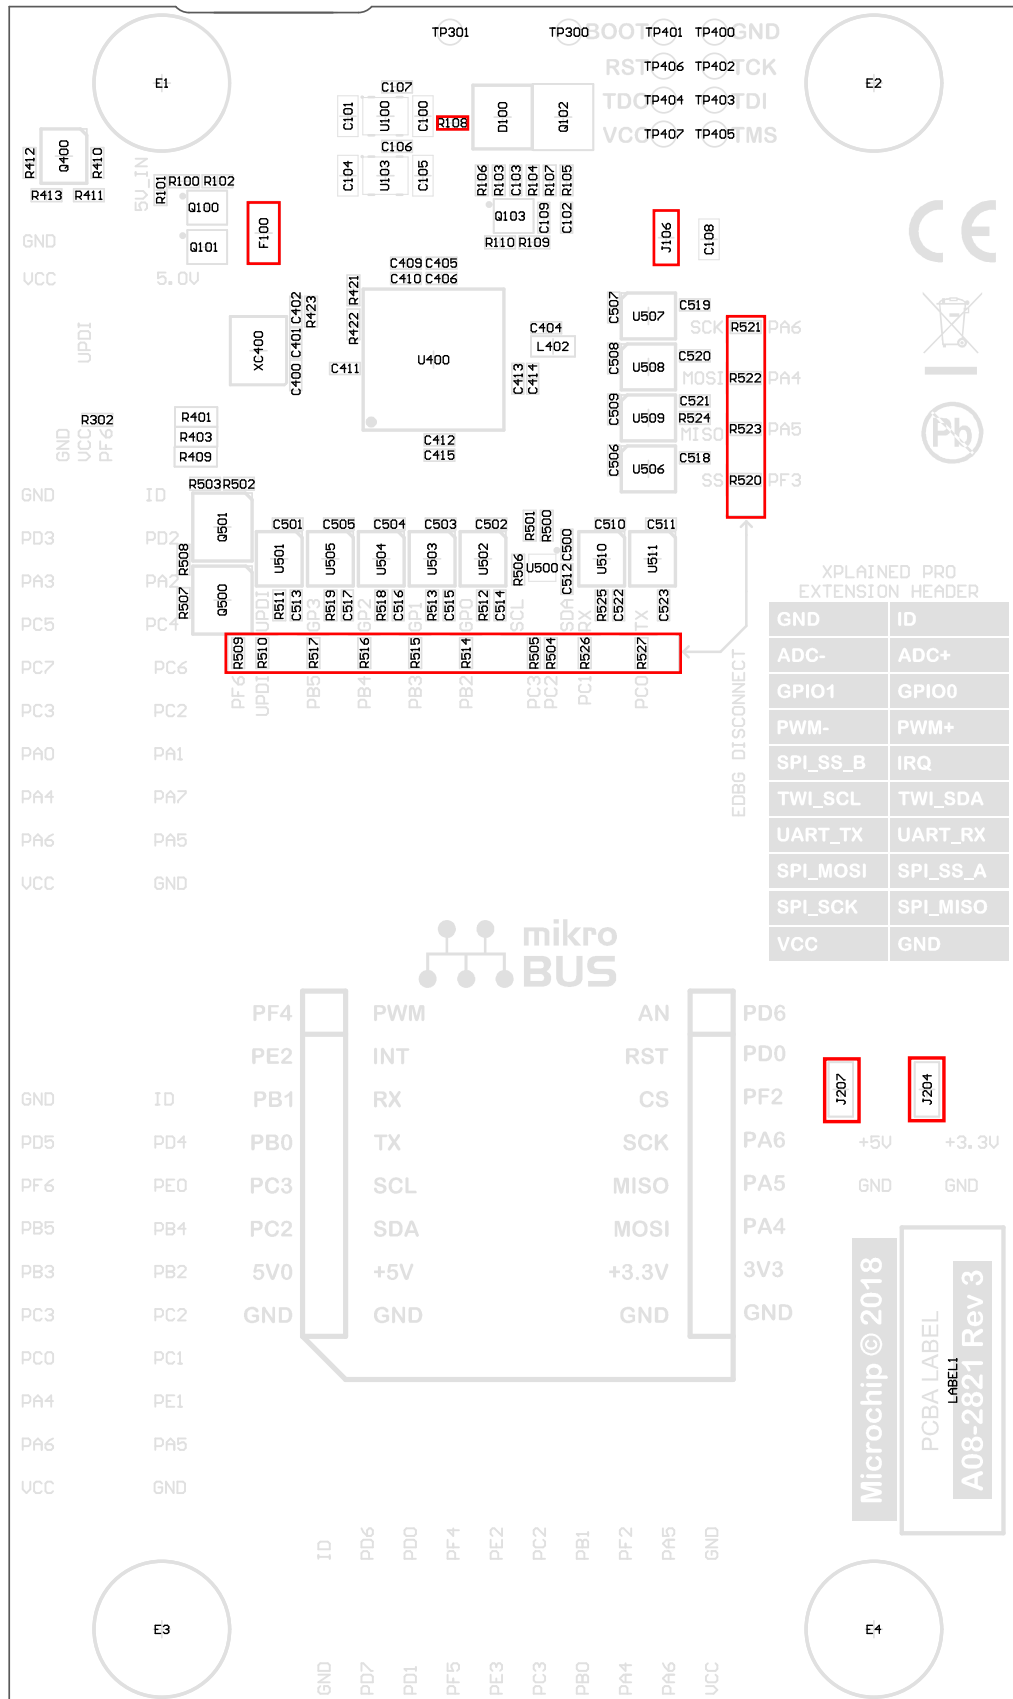 TP301 TP300 BOOT TP401 TP400 GND
E1 E2
RST TP406 TP402 TCK
C107
TDO TP404 TP403 TDI
C101 U100 C100 R108 D100 Q102
VCC TP407 TP405 TMS
C106
R412 Q400 R410
C104 U103 C105
R106 R103 C103 R104 R107 R105
R413 R411 5V_IN R101 R100 R102
Q100 Q103 C109 C102
GND Q101 F100 R110 R109 J106 C108
VCC 5.0V
C409 C405
C410 C406
R421 R422
C402 R423
C401 C400
UPDI XC400 C411 U400
C404
L402
C413 C414
C507 U507 C519
SCK R521 PA6
C508 U508 C520
MOSI R522 PA4
C509 U509 C521
R524
MISO R523 PA5
C506 U506 C518
SS R520 PF3
R302
GND VCC PF6
R401
R403
R409
C412
C415
R503 R502
GND ID
Q501
PD3 PD2
R508
C501 C505 C504 C503 C502 R501 R500 C510 C511
U501 U505 U504 U503 U502 R506 U500 C500 C512 U510 U511
PA3 PA2
R507 Q500
UPDI R511 C513 GP3 R519 C517 GP2 R518 C516 GP1 R513 C515 GP0 R512 C514 SCL SDA RX R525 C522 TX C523
PC5 PC4
R509 R510 R517 R516 R515 R514 R505 R504 R526 R527
PC7 PC6
PF6 UPDI PB5 PB4 PB3 PB2 PC3 PC2 PC1 PC0
EDBG DISCONNECT
XPLAINED PRO
EXTENSION HEADER
GND ID
ADC- ADC+
GPIO1 GPIO0
PWM- PWM+
SPI_SS_B IRQ
TWI_SCL TWI_SDA
UART_TX UART_RX
SPI_MOSI SPI_SS_A
SPI_SCK SPI_MISO
VCC GND
PC3 PC2
PA0 PA1
PA4 PA7
PA6 PA5
VCC GND
Pb
mikro
BUS
PF4 PWM AN PD6
PE2 INT RST PD0
PB1 RX CS PF2
PB0 TX SCK PA6
PC3 SCL MISO PA5
PC2 SDA MOSI PA4
5V0 +5V +3.3V 3V3
GND GND GND GND
J207 J204
+5V +3.3V
GND GND
GND ID
PD5 PD4
PF6 PE0
PB5 PB4
PB3 PB2
PC3 PC2
PC0 PC1
PA4 PE1
PA6 PA5
VCC GND
Microchip © 2018
PCBA LABEL
LABEL1
A08-2821 Rev 3
ID PD6 PD0 PF4 PE2 PC2 PB1 PF2 PA5 GND
E3 E4
GND PD7 PD1 PF5 PE3 PC3 PB0 PA4 PA6 VCC